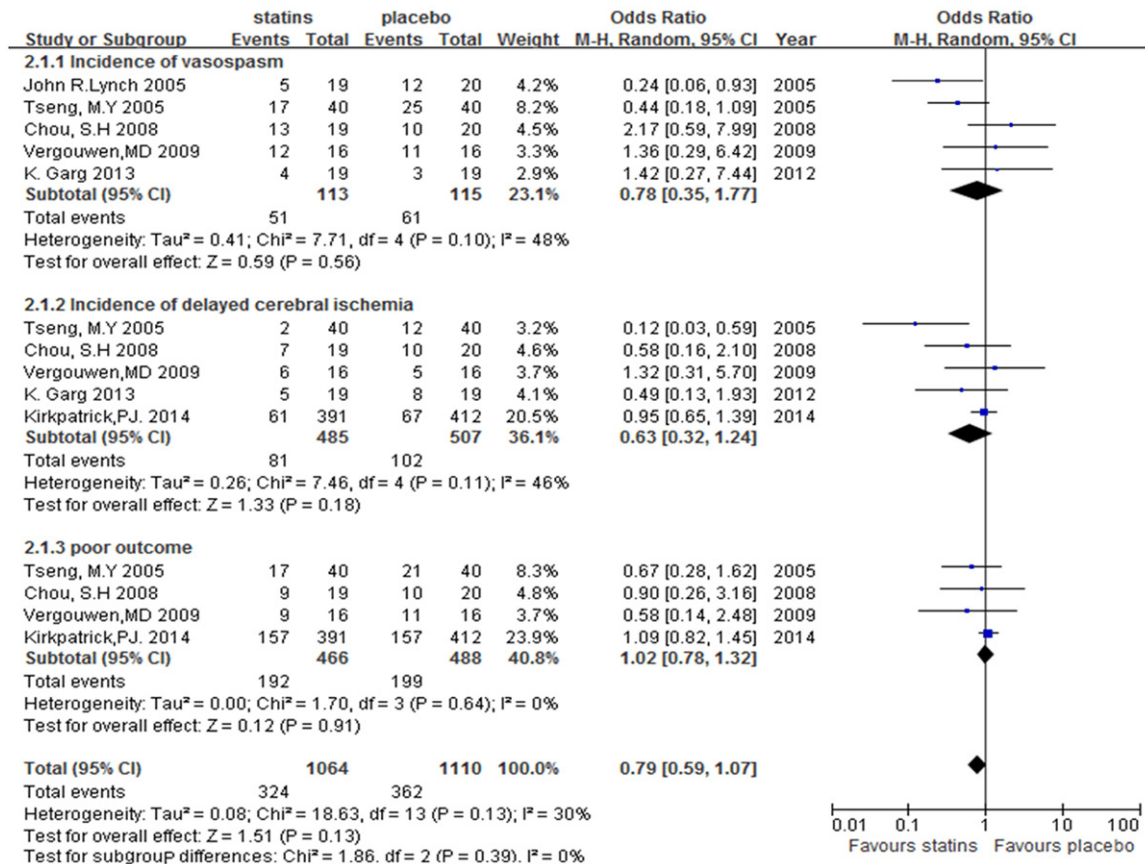 statins placebo Odds Ratio Odds Ratio
Study or Subgroup Events Total Events Total Weight M-H, Random, 95% CI Year M-H, Random, 95% CI
2.1.1 Incidence of vasospasm
John R.Lynch 2005 5 19 12 20 4.2% 0.24 [0.06, 0.93] 2005
Tseng, M.Y 2005 17 40 25 40 8.2% 0.44 [0.18, 1.09] 2005
Chou, S.H 2008 13 19 10 20 4.5% 2.17 [0.59, 7.99] 2008
Vergouwen,MD 2009 12 16 11 16 3.3% 1.36 [0.29, 6.42] 2009
K. Garg 2013 4 19 3 19 2.9% 1.42 [0.27, 7.44] 2012
Subtotal (95% CI) 113 115 23.1% 0.78 [0.35, 1.77]
Total events 51 61
Heterogeneity: Tau² = 0.41; Chi² = 7.71, df = 4 (P = 0.10); I² = 48%
Test for overall effect: Z = 0.59 (P = 0.56)
2.1.2 Incidence of delayed cerebral ischemia
Tseng, M.Y 2005 2 40 12 40 3.2% 0.12 [0.03, 0.59] 2005
Chou, S.H 2008 7 19 10 20 4.6% 0.58 [0.16, 2.10] 2008
Vergouwen,MD 2009 6 16 5 16 3.7% 1.32 [0.31, 5.70] 2009
K. Garg 2013 5 19 8 19 4.1% 0.49 [0.13, 1.93] 2012
Kirkpatrick,PJ. 2014 61 391 67 412 20.5% 0.95 [0.65, 1.39] 2014
Subtotal (95% CI) 485 507 36.1% 0.63 [0.32, 1.24]
Total events 81 102
Heterogeneity: Tau² = 0.26; Chi² = 7.46, df = 4 (P = 0.11); I² = 46%
Test for overall effect: Z = 1.33 (P = 0.18)
2.1.3 poor outcome
Tseng, M.Y 2005 17 40 21 40 8.3% 0.67 [0.28, 1.62] 2005
Chou, S.H 2008 9 19 10 20 4.8% 0.90 [0.26, 3.16] 2008
Vergouwen,MD 2009 9 16 11 16 3.7% 0.58 [0.14, 2.48] 2009
Kirkpatrick,PJ. 2014 157 391 157 412 23.9% 1.09 [0.82, 1.45] 2014
Subtotal (95% CI) 466 488 40.8% 1.02 [0.78, 1.32]
Total events 192 199
Heterogeneity: Tau² = 0.00; Chi² = 1.70, df = 3 (P = 0.64); I² = 0%
Test for overall effect: Z = 0.12 (P = 0.91)
Total (95% CI) 1064 1110 100.0% 0.79 [0.59, 1.07]
Total events 324 362
Heterogeneity: Tau² = 0.08; Chi² = 18.63, df = 13 (P = 0.13); I² = 30%
Test for overall effect: Z = 1.51 (P = 0.13)
Test for subgroup differences: Chi² = 1.86, df = 2 (P = 0.39), I² = 0%
0.01 0.1 1 10 100
Favours statins Favours placebo